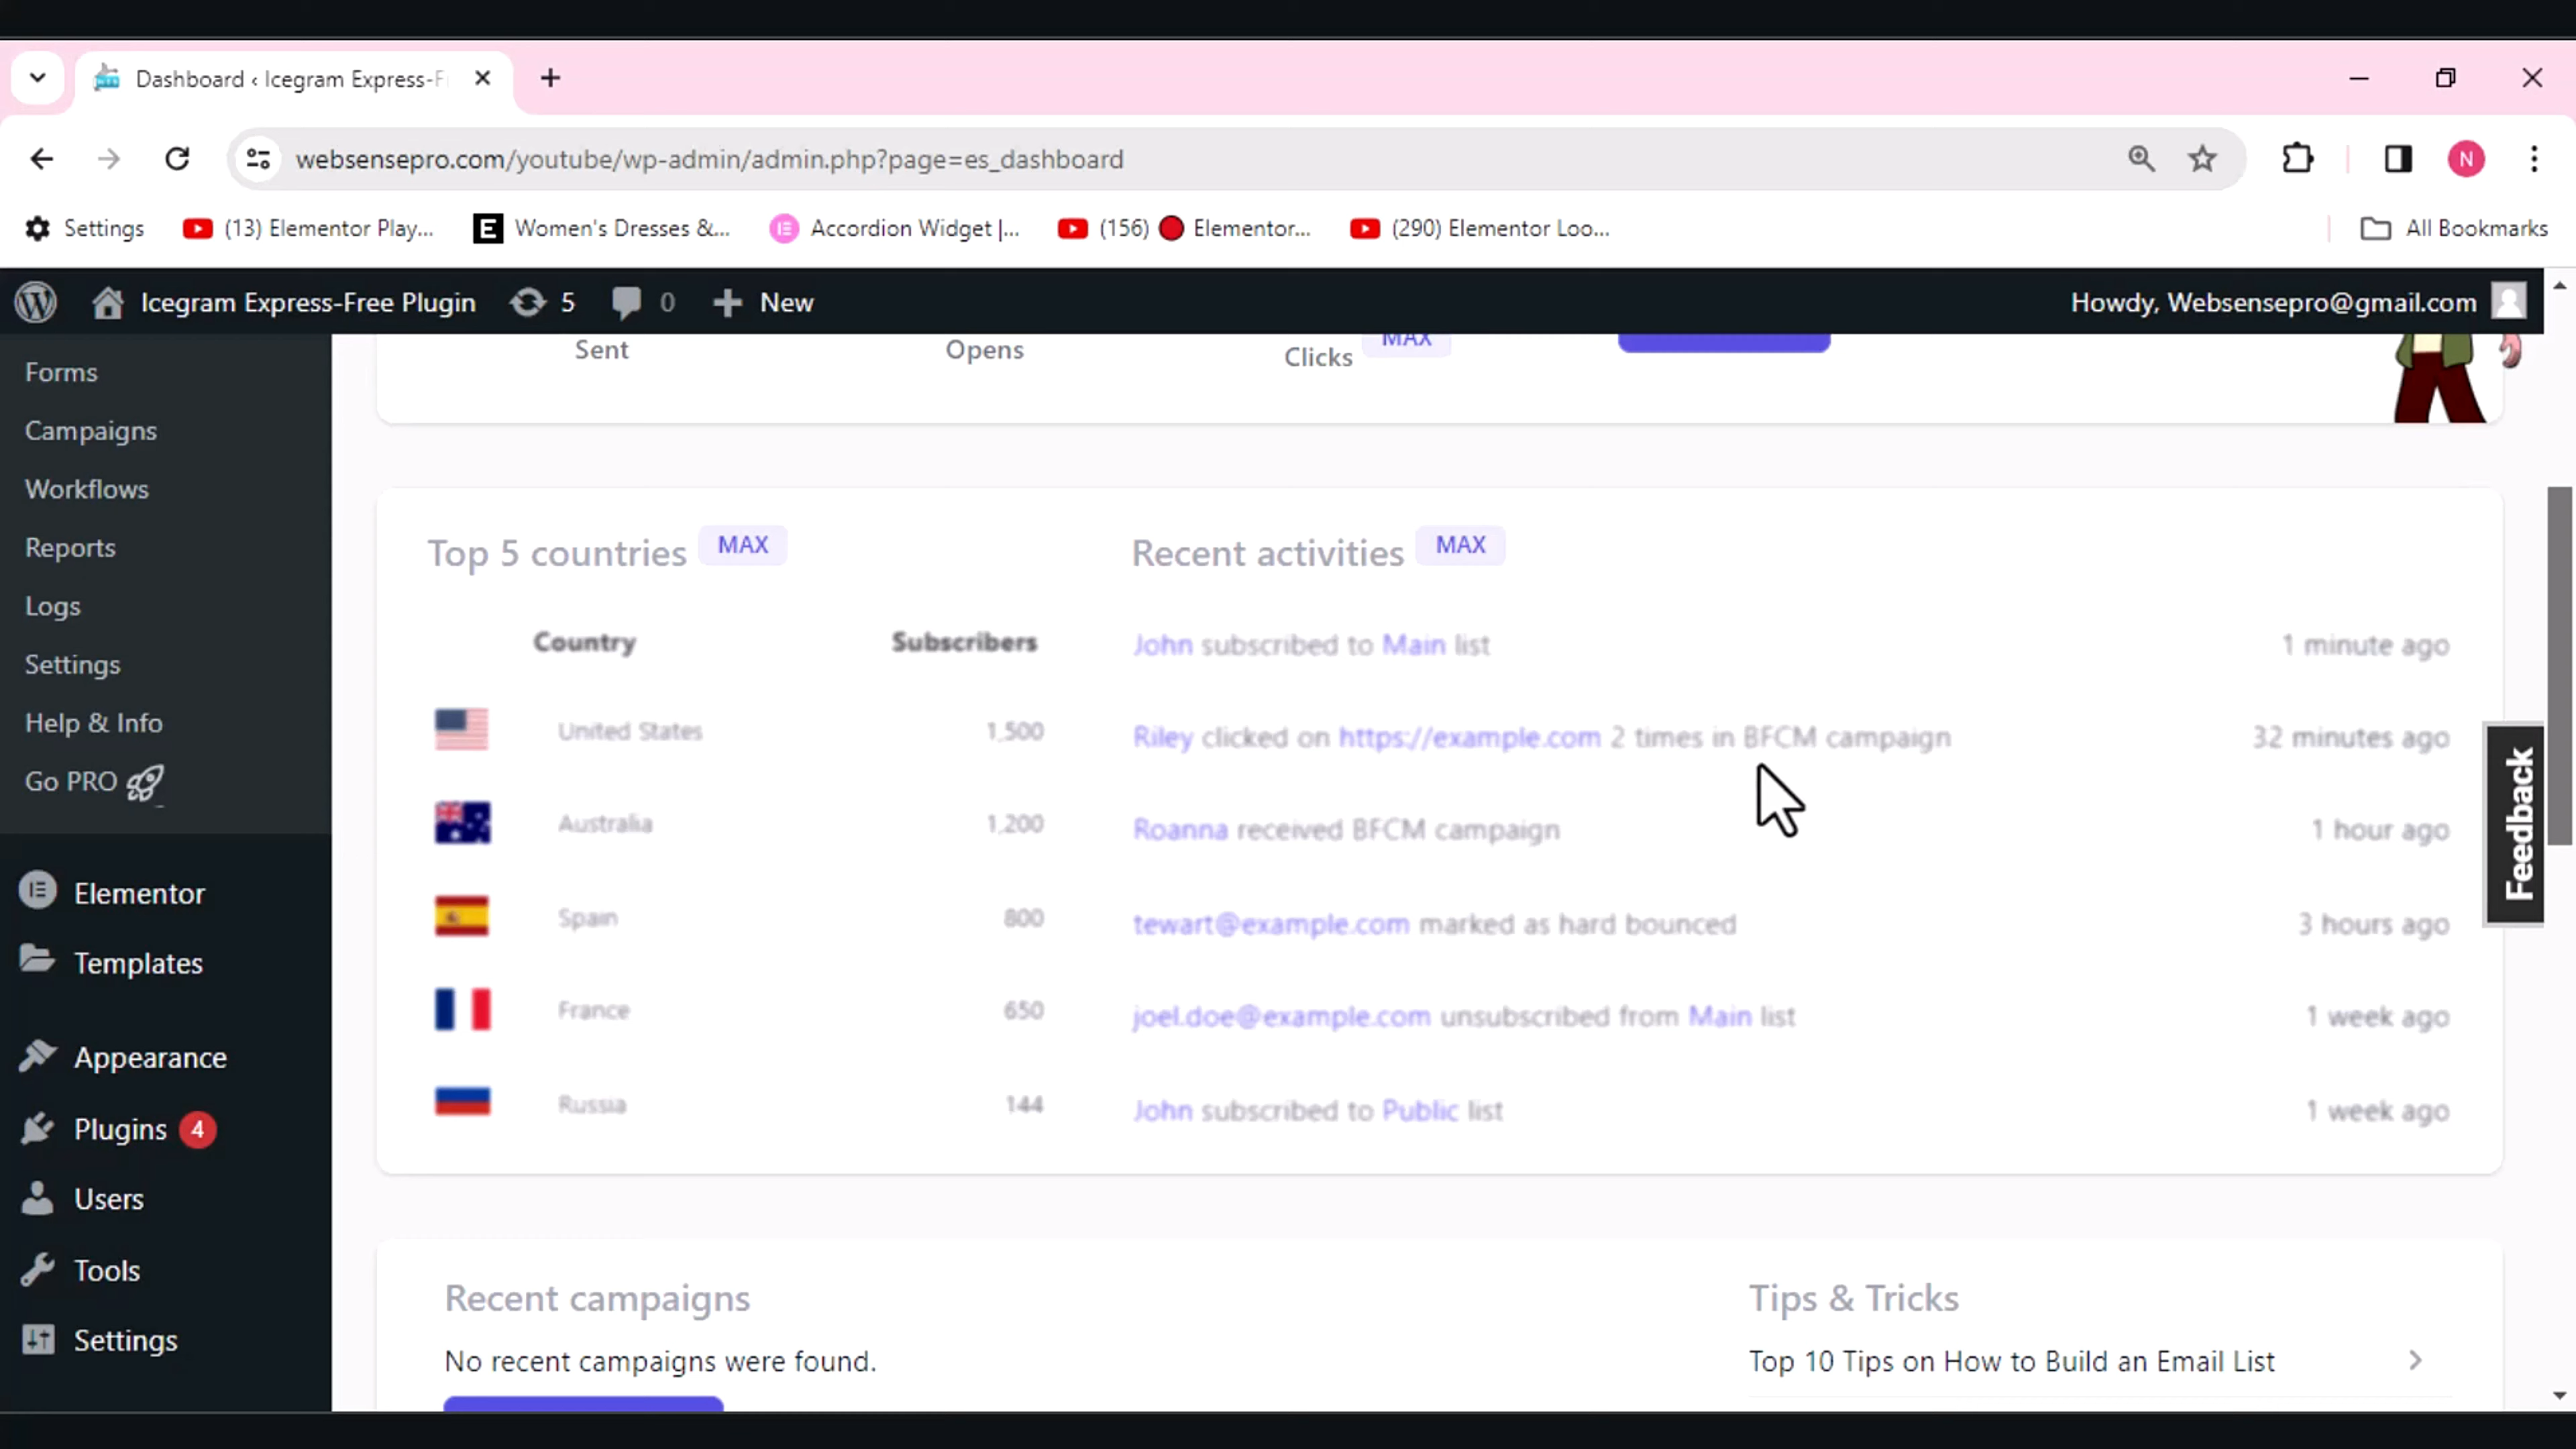 Dashboard ‹ Icegram Express-F
websensepro.com/youtube/wp-admin/admin.php?page=es_dashboard
N
Settings
(13) Elementor Play...
E Women's Dresses &...
Accordion Widget |...
(156) Elementor...
(290) Elementor Loo...
All Bookmarks
Icegram Express-Free Plugin
5
0
New
Howdy, Websensepro@gmail.com
Forms
Campaigns
Workflows
Reports
Logs
Settings
Help & Info
Go PRO
Elementor
Templates
Appearance
Plugins 4
Users
Tools
Settings
Sent
Opens
Clicks MAX
Top 5 countries MAX
Country Subscribers
United States 1,500
Australia 1,200
Spain 800
France 650
Russia 144
Recent activities MAX
John subscribed to Main list 1 minute ago
Riley clicked on https://example.com 2 times in BFCM campaign 32 minutes ago
Roanna received BFCM campaign 1 hour ago
tewart@example.com marked as hard bounced 3 hours ago
joel.doe@example.com unsubscribed from Main list 1 week ago
John subscribed to Public list 1 week ago
Feedback
Recent campaigns
No recent campaigns were found.
Tips & Tricks
Top 10 Tips on How to Build an Email List